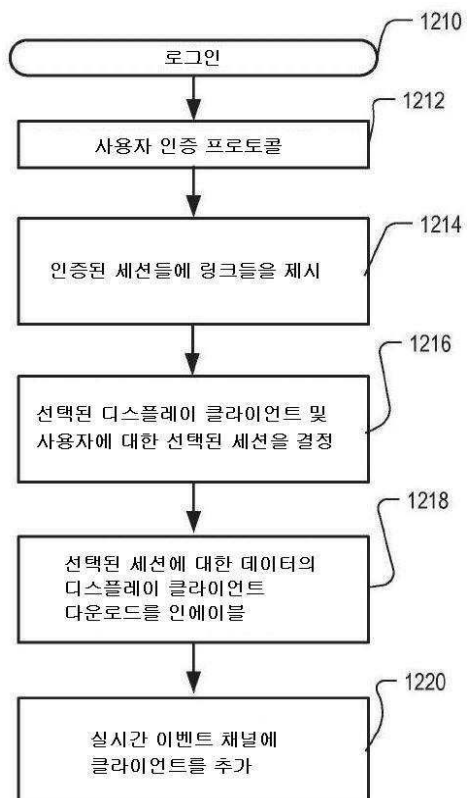 1210
로그인
1212
사용자 인증 프로토콜
1214
인증된 세션들에 링크들을 제시
1216
선택된 디스플레이 클라이언트 및
사용자에 대한 선택된 세션을 결정
1218
선택된 세션에 대한 데이터의
디스플레이 클라이언트
다운로드를 인에이블
1220
실시간 이벤트 채널에
클라이언트를 추가